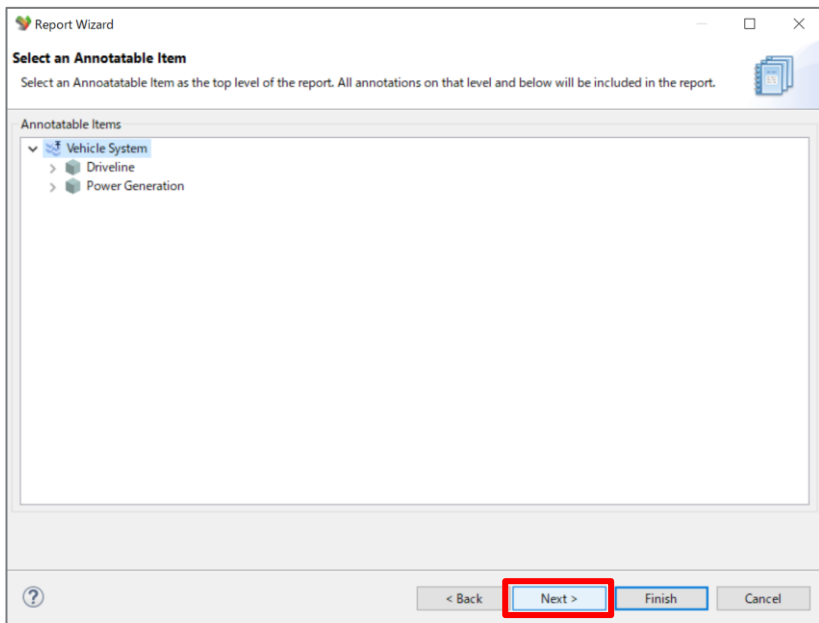 Report Wizard
Select an Annotatable Item
Select an Annoatatable Item as the top level of the report. All annotations on that level and below will be included in the report.
Annotatable Items
Vehicle System
Driveline
Power Generation
< Back
Next >
Finish
Cancel